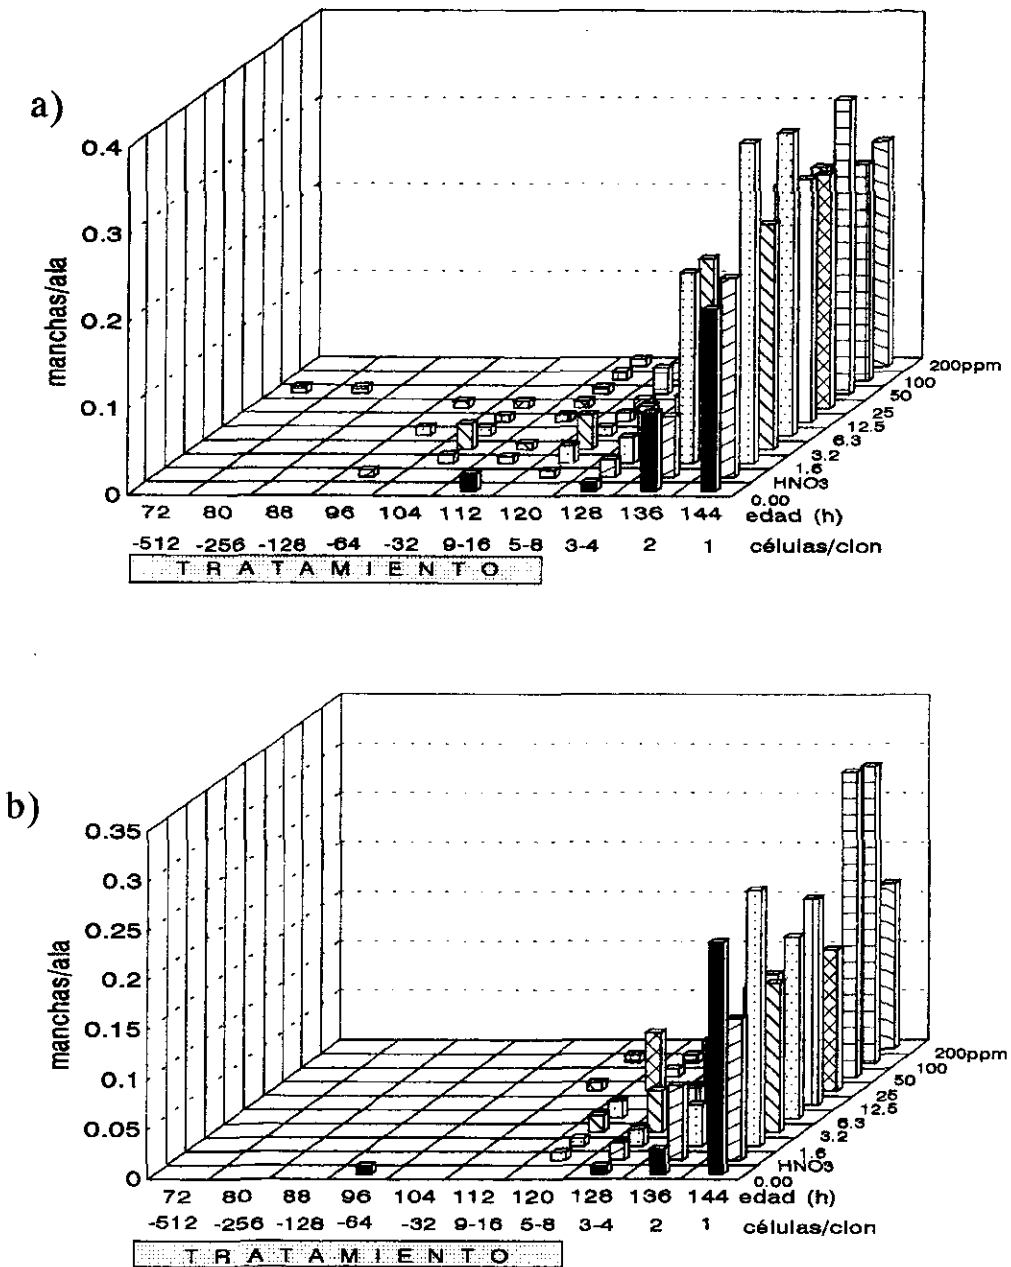 a)
manchas/ala
0.4
0.3
0.2
0.1
0
200ppm
100
50
25
12.5
6.3
3.2
1.6
HNO3
0.00
72 80 88 96 104 112 120 128 136 144 edad (h)
-512 -256 -128 -64 -32 9-16 5-8 3-4 2 1 células/clon
TRATAMIENTO
b)
manchas/ala
0.35
0.3
0.25
0.2
0.15
0.1
0.05
0
200ppm
100
50
25
12.5
6.3
3.2
1.6
HNO3
0.00
72 80 88 96 104 112 120 128 136 144 edad (h)
-512 -256 -128 -64 -32 9-16 5-8 3-4 2 1 células/clon
TRATAMIENTO